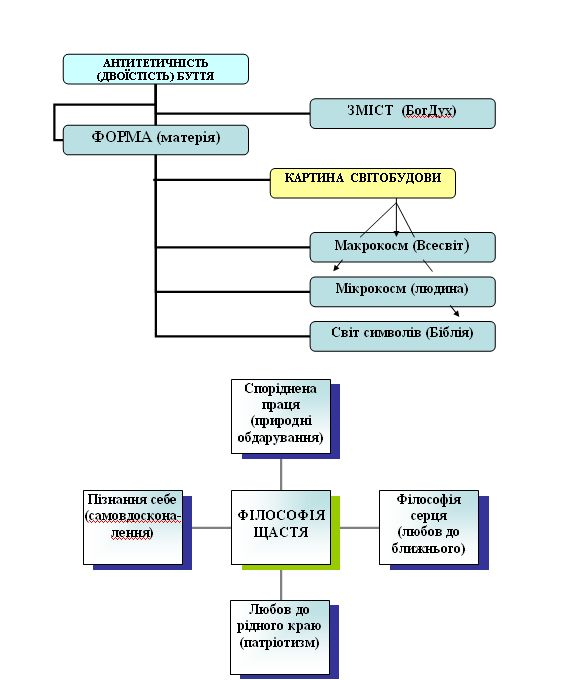 АНТИТЕТИЧНІСТЬ
(ДВОЇСТІСТЬ) БУТТЯ
ЗМІСТ (БогДух)
ФОРМА (матерія)
КАРТИНА СВІТОБУДОВИ
Макрокосм (Всесвіт)
Мікрокосм (людина)
Світ символів (Біблія)
Споріднена
праця
(природні
обдарування)
Пізнання себе
(самовдоскона-
лення)
ФІЛОСОФІЯ
ЩАСТЯ
Філософія
серця
(любов до
ближнього)
Любов до
рідного краю
(патріотизм)